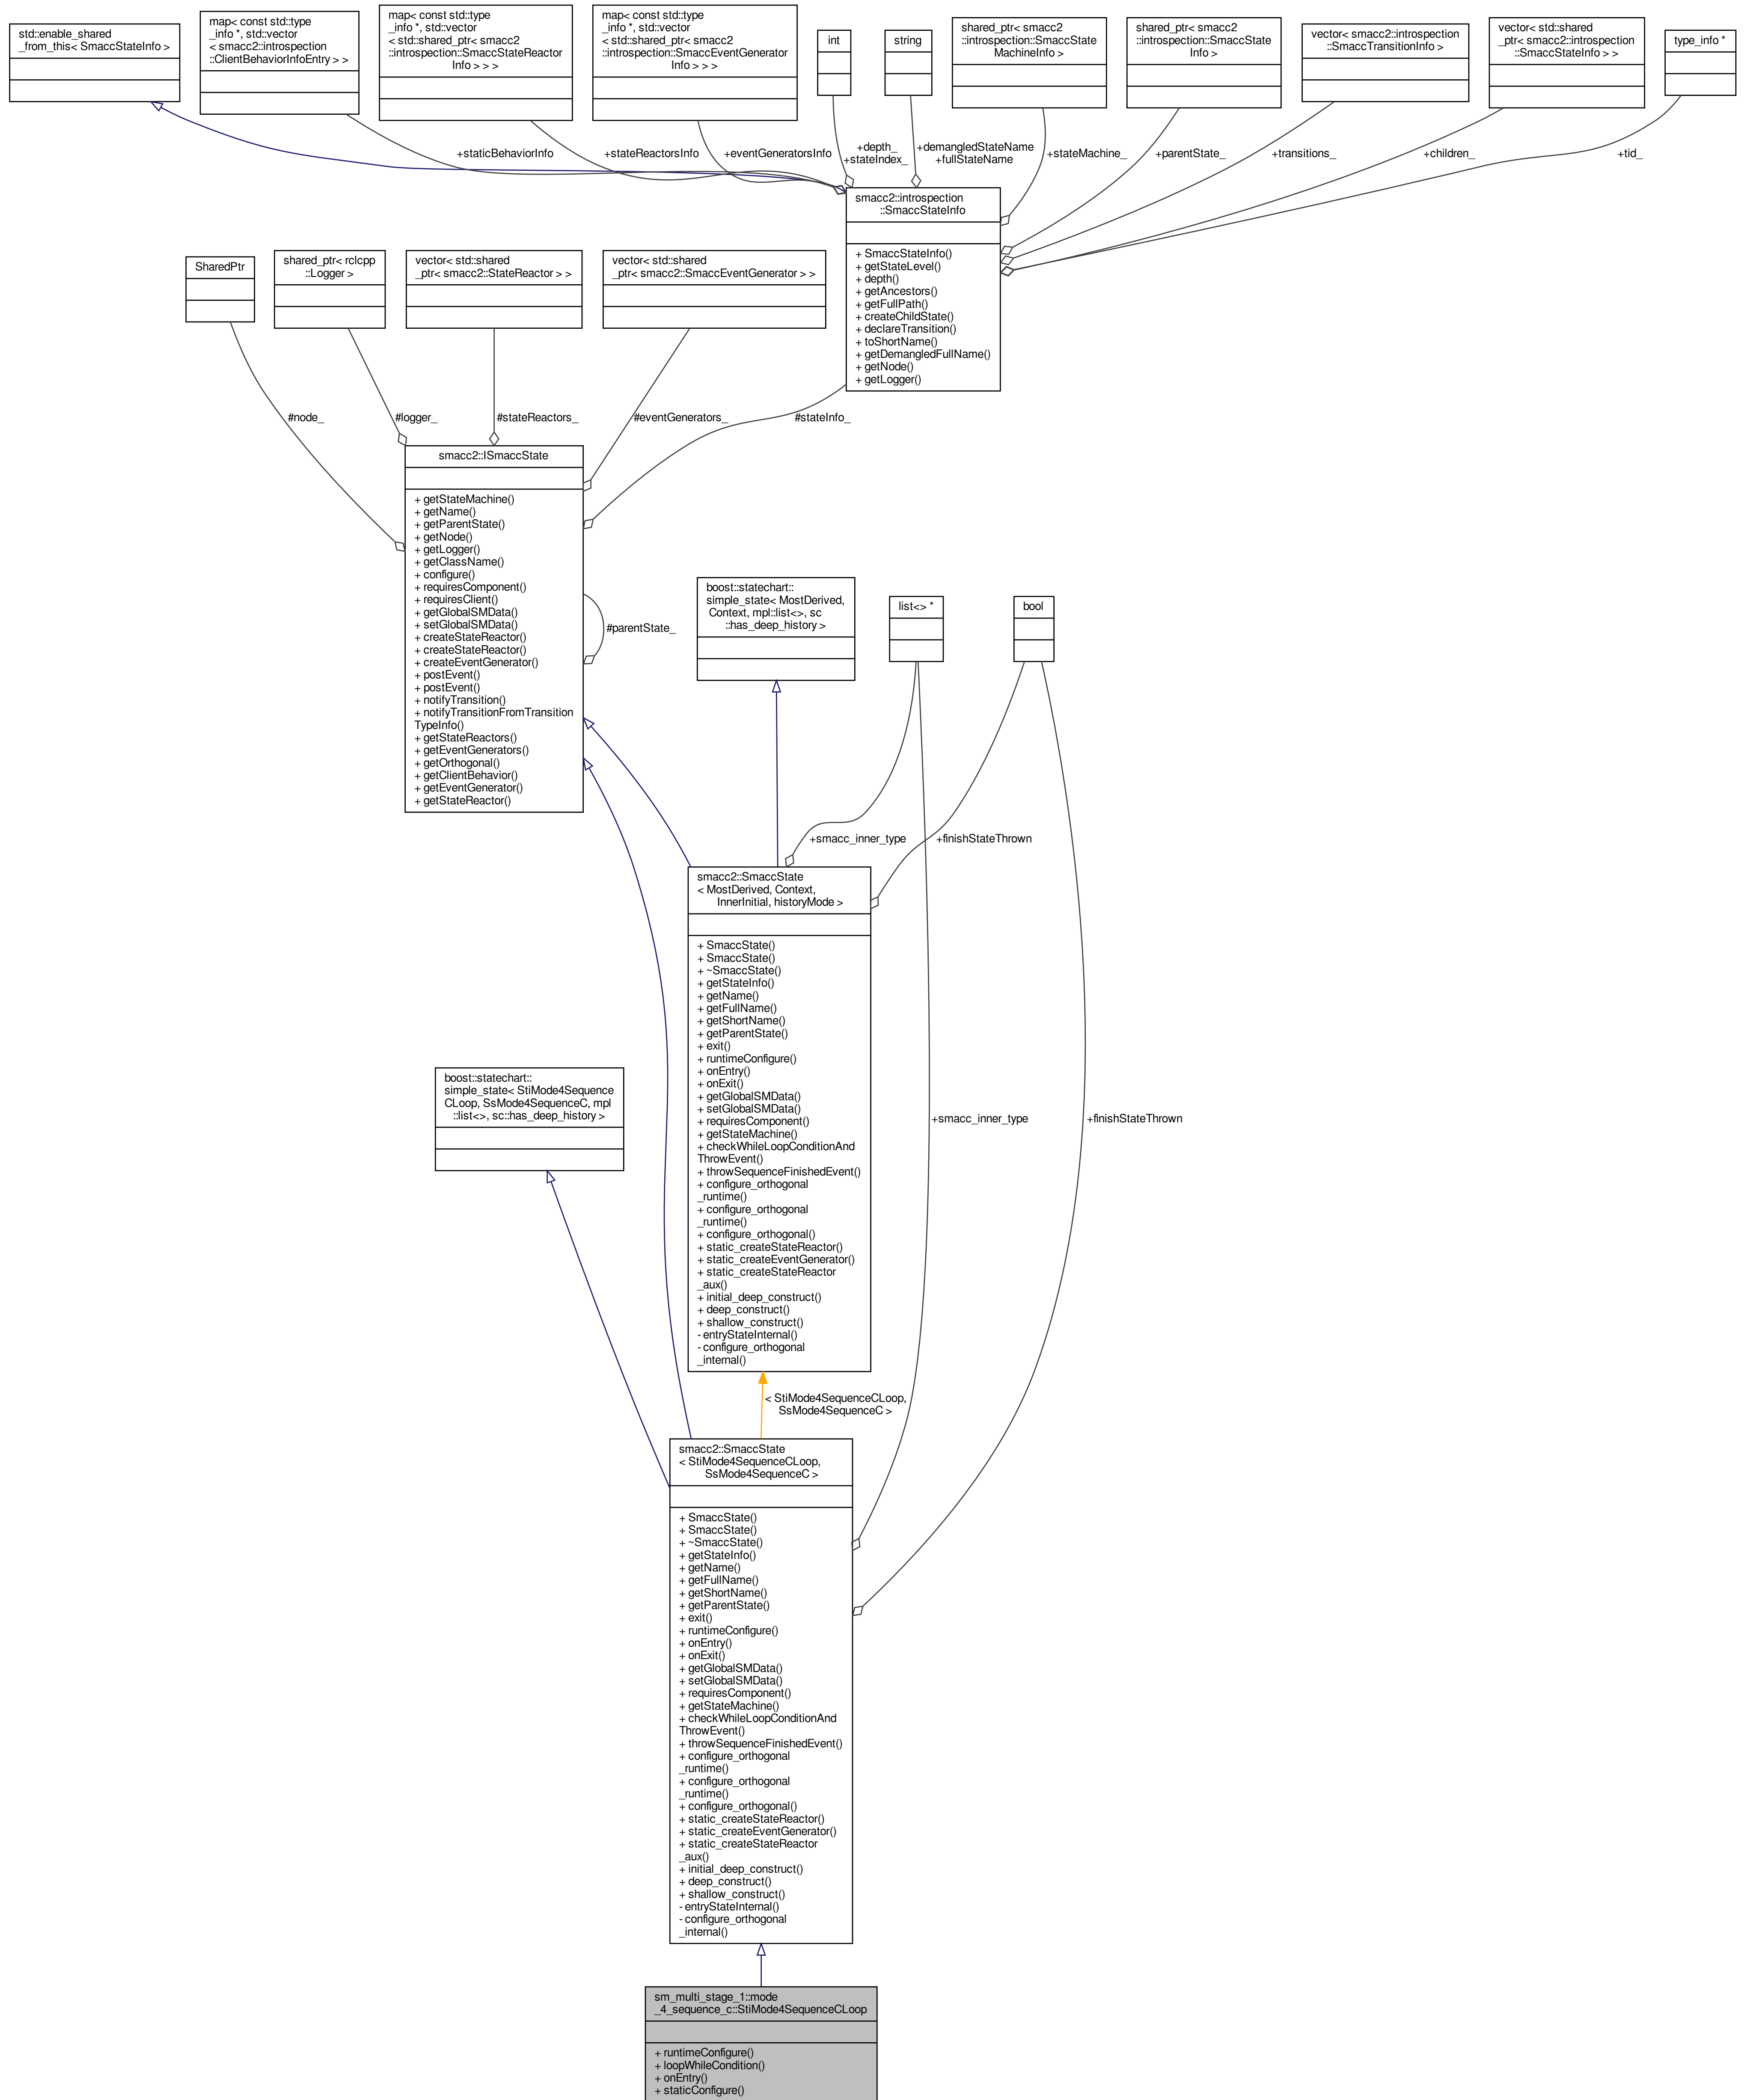 std::enable_shared
_from_this< SmaccStateInfo >
map< const std::type
_info *, std::vector
< smacc2::introspection
::ClientBehaviorInfoEntry > >
map< const std::type
_info *, std::vector
< std::shared_ptr< smacc2
::introspection::SmaccStateReactor
Info > > >
map< const std::type
_info *, std::vector
< std::shared_ptr< smacc2
::introspection::SmaccEventGenerator
Info > > >
int
string
shared_ptr< smacc2
::introspection::SmaccState
MachineInfo >
shared_ptr< smacc2
::introspection::SmaccState
Info >
vector< smacc2::introspection
::SmaccTransitionInfo >
vector< std::shared
_ptr< smacc2::introspection
::SmaccStateInfo > >
type_info *
+staticBehaviorInfo
+stateReactorsInfo
+eventGeneratorsInfo
+depth_
+stateIndex_
+demangledStateName
+fullStateName
+stateMachine_
+parentState_
+transitions_
+children_
+tid_
smacc2::introspection
::SmaccStateInfo
+ SmaccStateInfo()
+ getStateLevel()
+ depth()
+ getAncestors()
+ getFullPath()
+ createChildState()
+ declareTransition()
+ toShortName()
+ getDemangledFullName()
+ getNode()
+ getLogger()
SharedPtr
shared_ptr< rclcpp
::Logger >
vector< std::shared
_ptr< smacc2::StateReactor > >
vector< std::shared
_ptr< smacc2::SmaccEventGenerator > >
#node_
#logger_
#stateReactors_
#eventGenerators_
#stateInfo_
smacc2::ISmaccState
+ getStateMachine()
+ getName()
+ getParentState()
+ getNode()
+ getLogger()
+ getClassName()
+ configure()
+ requiresComponent()
+ requiresClient()
+ getGlobalSMData()
+ setGlobalSMData()
+ createStateReactor()
+ createStateReactor()
+ createEventGenerator()
+ postEvent()
+ postEvent()
+ notifyTransition()
+ notifyTransitionFromTransition
TypeInfo()
+ getStateReactors()
+ getEventGenerators()
+ getOrthogonal()
+ getClientBehavior()
+ getEventGenerator()
+ getStateReactor()
#parentState_
boost::statechart::
simple_state< MostDerived,
Context, mpl::list<>, sc
::has_deep_history >
list<> *
bool
+smacc_inner_type
+finishStateThrown
smacc2::SmaccState
< MostDerived, Context,
InnerInitial, historyMode >
+ SmaccState()
+ SmaccState()
+ ~SmaccState()
+ getStateInfo()
+ getName()
+ getFullName()
+ getShortName()
+ getParentState()
+ exit()
+ runtimeConfigure()
+ onEntry()
+ onExit()
+ getGlobalSMData()
+ setGlobalSMData()
+ requiresComponent()
+ getStateMachine()
+ checkWhileLoopConditionAnd
ThrowEvent()
+ throwSequenceFinishedEvent()
+ configure_orthogonal
_runtime()
+ configure_orthogonal
_runtime()
+ configure_orthogonal()
+ static_createStateReactor()
+ static_createEventGenerator()
+ static_createStateReactor
_aux()
+ initial_deep_construct()
+ deep_construct()
+ shallow_construct()
- entryStateInternal()
- configure_orthogonal
_internal()
boost::statechart::
simple_state< StiMode4Sequence
CLoop, SsMode4SequenceC, mpl
::list<>, sc::has_deep_history >
+smacc_inner_type
+finishStateThrown
< StiMode4SequenceCLoop,
SsMode4SequenceC >
smacc2::SmaccState
< StiMode4SequenceCLoop,
SsMode4SequenceC >
+ SmaccState()
+ SmaccState()
+ ~SmaccState()
+ getStateInfo()
+ getName()
+ getFullName()
+ getShortName()
+ getParentState()
+ exit()
+ runtimeConfigure()
+ onEntry()
+ onExit()
+ getGlobalSMData()
+ setGlobalSMData()
+ requiresComponent()
+ getStateMachine()
+ checkWhileLoopConditionAnd
ThrowEvent()
+ throwSequenceFinishedEvent()
+ configure_orthogonal
_runtime()
+ configure_orthogonal
_runtime()
+ configure_orthogonal()
+ static_createStateReactor()
+ static_createEventGenerator()
+ static_createStateReactor
_aux()
+ initial_deep_construct()
+ deep_construct()
+ shallow_construct()
- entryStateInternal()
- configure_orthogonal
_internal()
sm_multi_stage_1::mode
_4_sequence_c::StiMode4SequenceCLoop
+ runtimeConfigure()
+ loopWhileCondition()
+ onEntry()
+ staticConfigure()